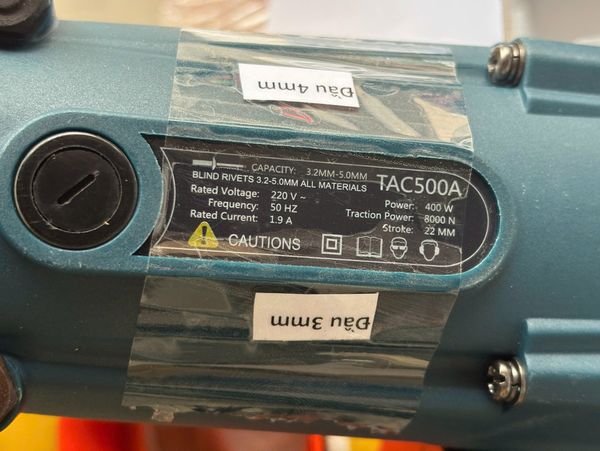 Đầu 4mm
CAPACITY: 3.2MM-5.0MM
BLIND RIVETS 3.2-5.0MM ALL MATERIALS
TAC500A
Rated Voltage: 220 V ~
Frequency: 50 HZ
Rated Current: 1.9 A
Power: 400 W
Traction Power: 8000 N
Stroke: 22 MM
CAUTIONS
Đầu 3mm